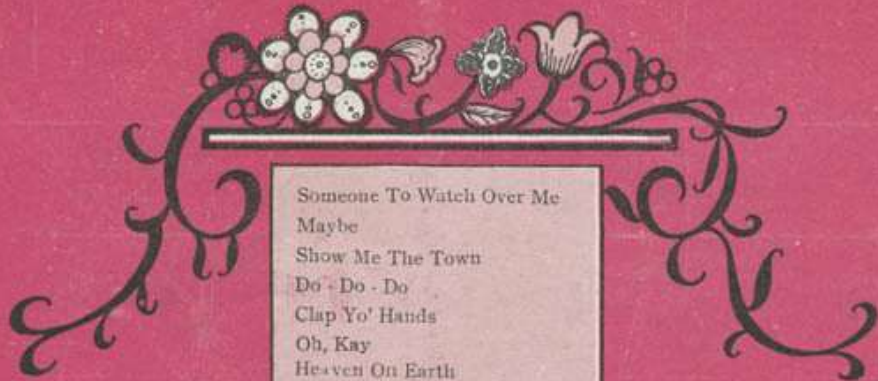 Someone To Watch Over Me
Maybe
Show Me The Town
Do - Do - Do
Clap Yo' Hands
Oh, Kay
Heaven On Earth